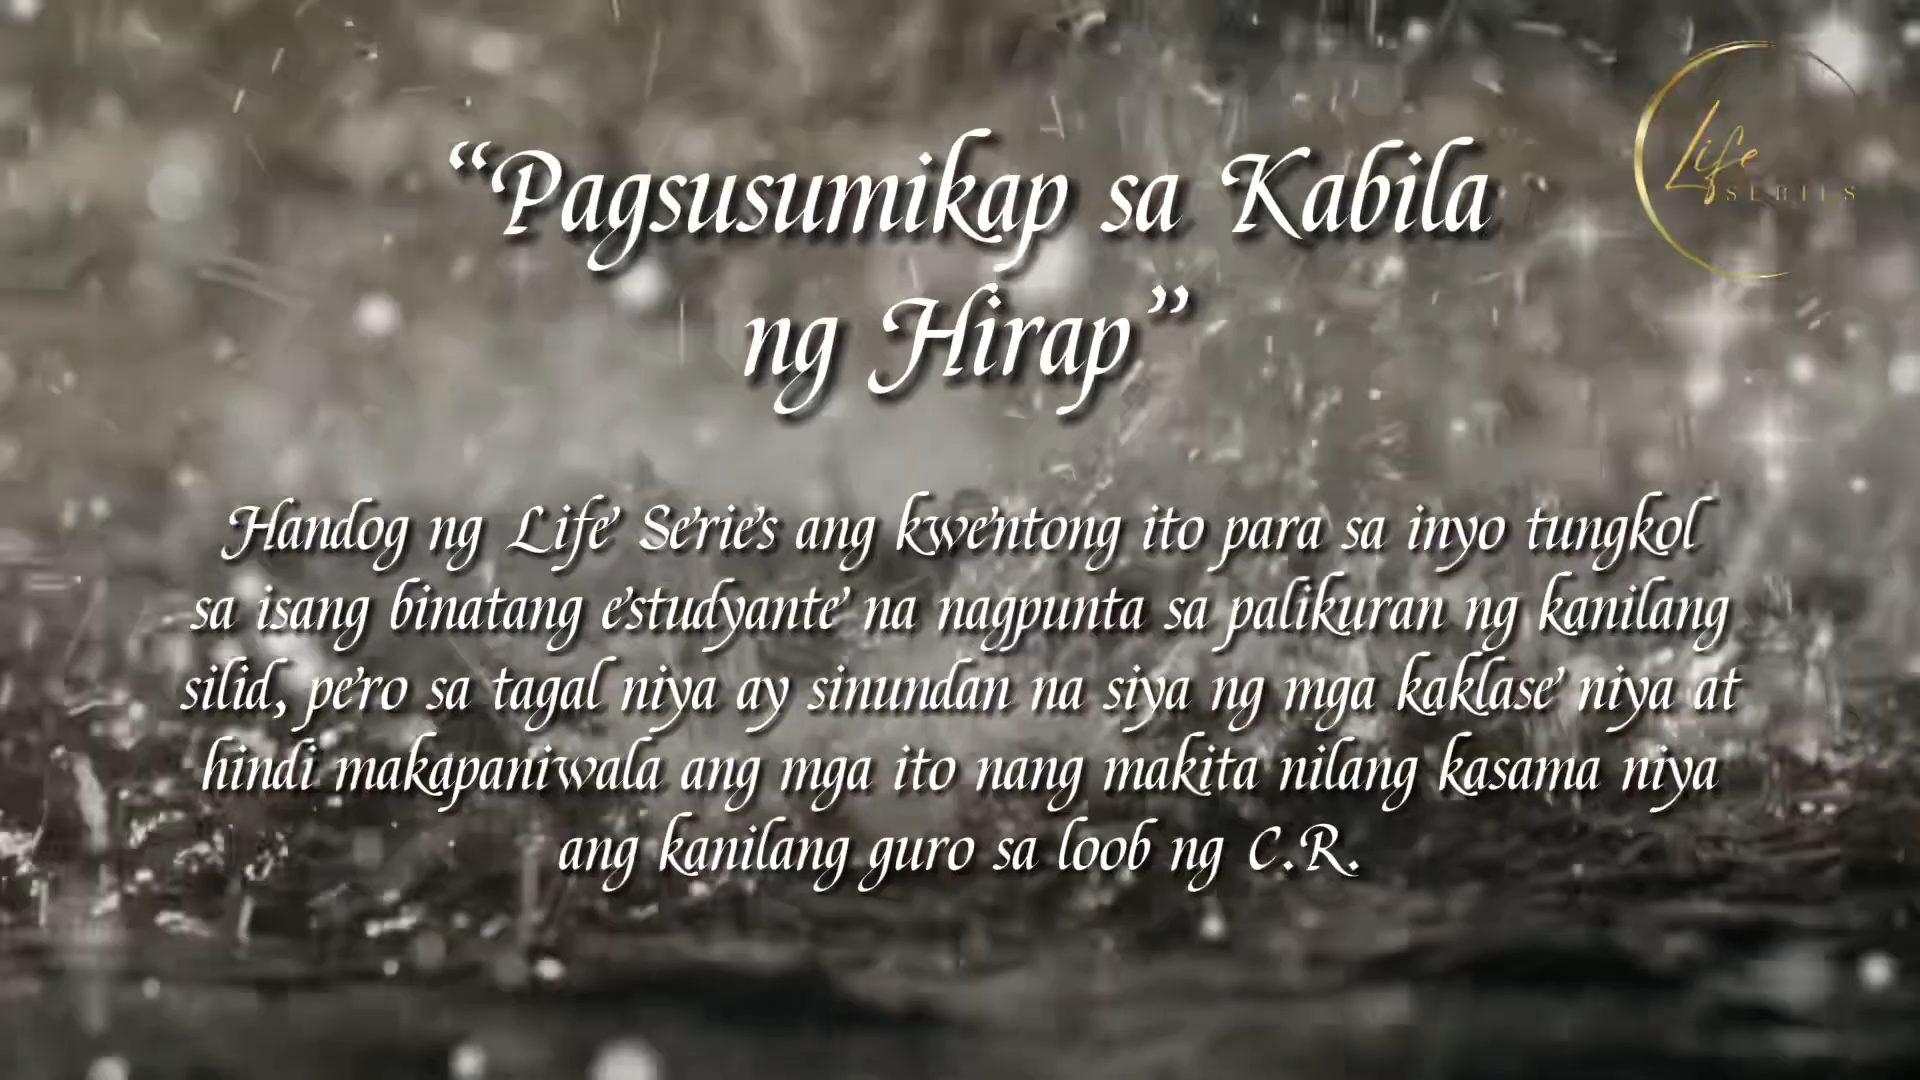 “Pagsusumikap sa Kabila
ng Hirap”
Life
SERIES
Handog ng Life Series ang kwentong ito para sa inyo tungkol
sa isang binatang estudyante na nagpunta sa palikuran ng kanilang
silid, pero sa tagal niya ay sinundan na siya ng mga kaklase niya at
hindi makapaniwala ang mga ito nang makita nilang kasama niya
ang kanilang guro sa loob ng C.R.